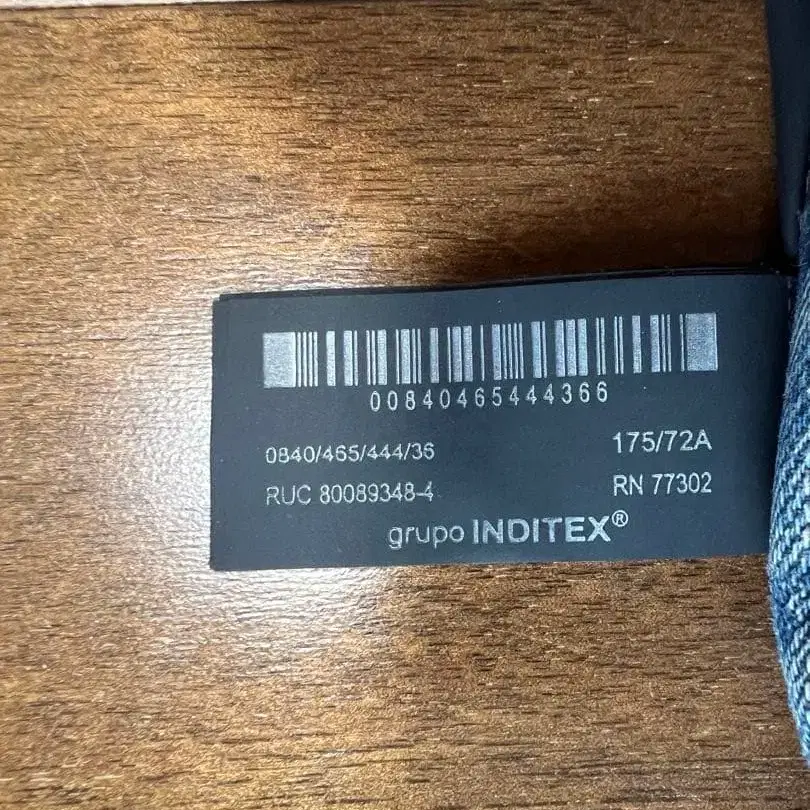 00840465444366
0840/465/444/36
175/72A
RUC 80089348-4
RN 77302
grupo INDITEX®